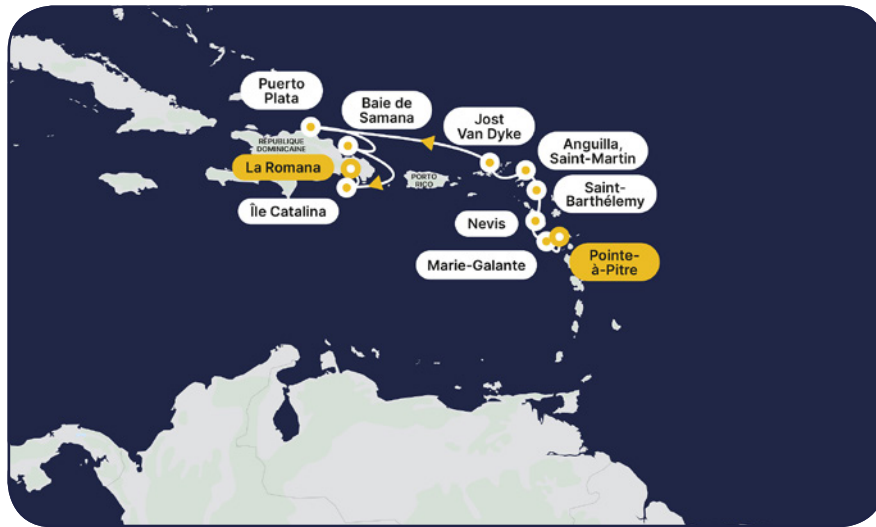 Puerto
Plata
Baie de
Samana
Jost
Van Dyke
Anguilla,
Saint-Martin
RÉPUBLIQUE
DOMINICAINE
La Romana
PORTO
RICO
Saint-
Barthélemy
Île Catalina
Nevis
Marie-Galante
Pointe-
à-Pitre